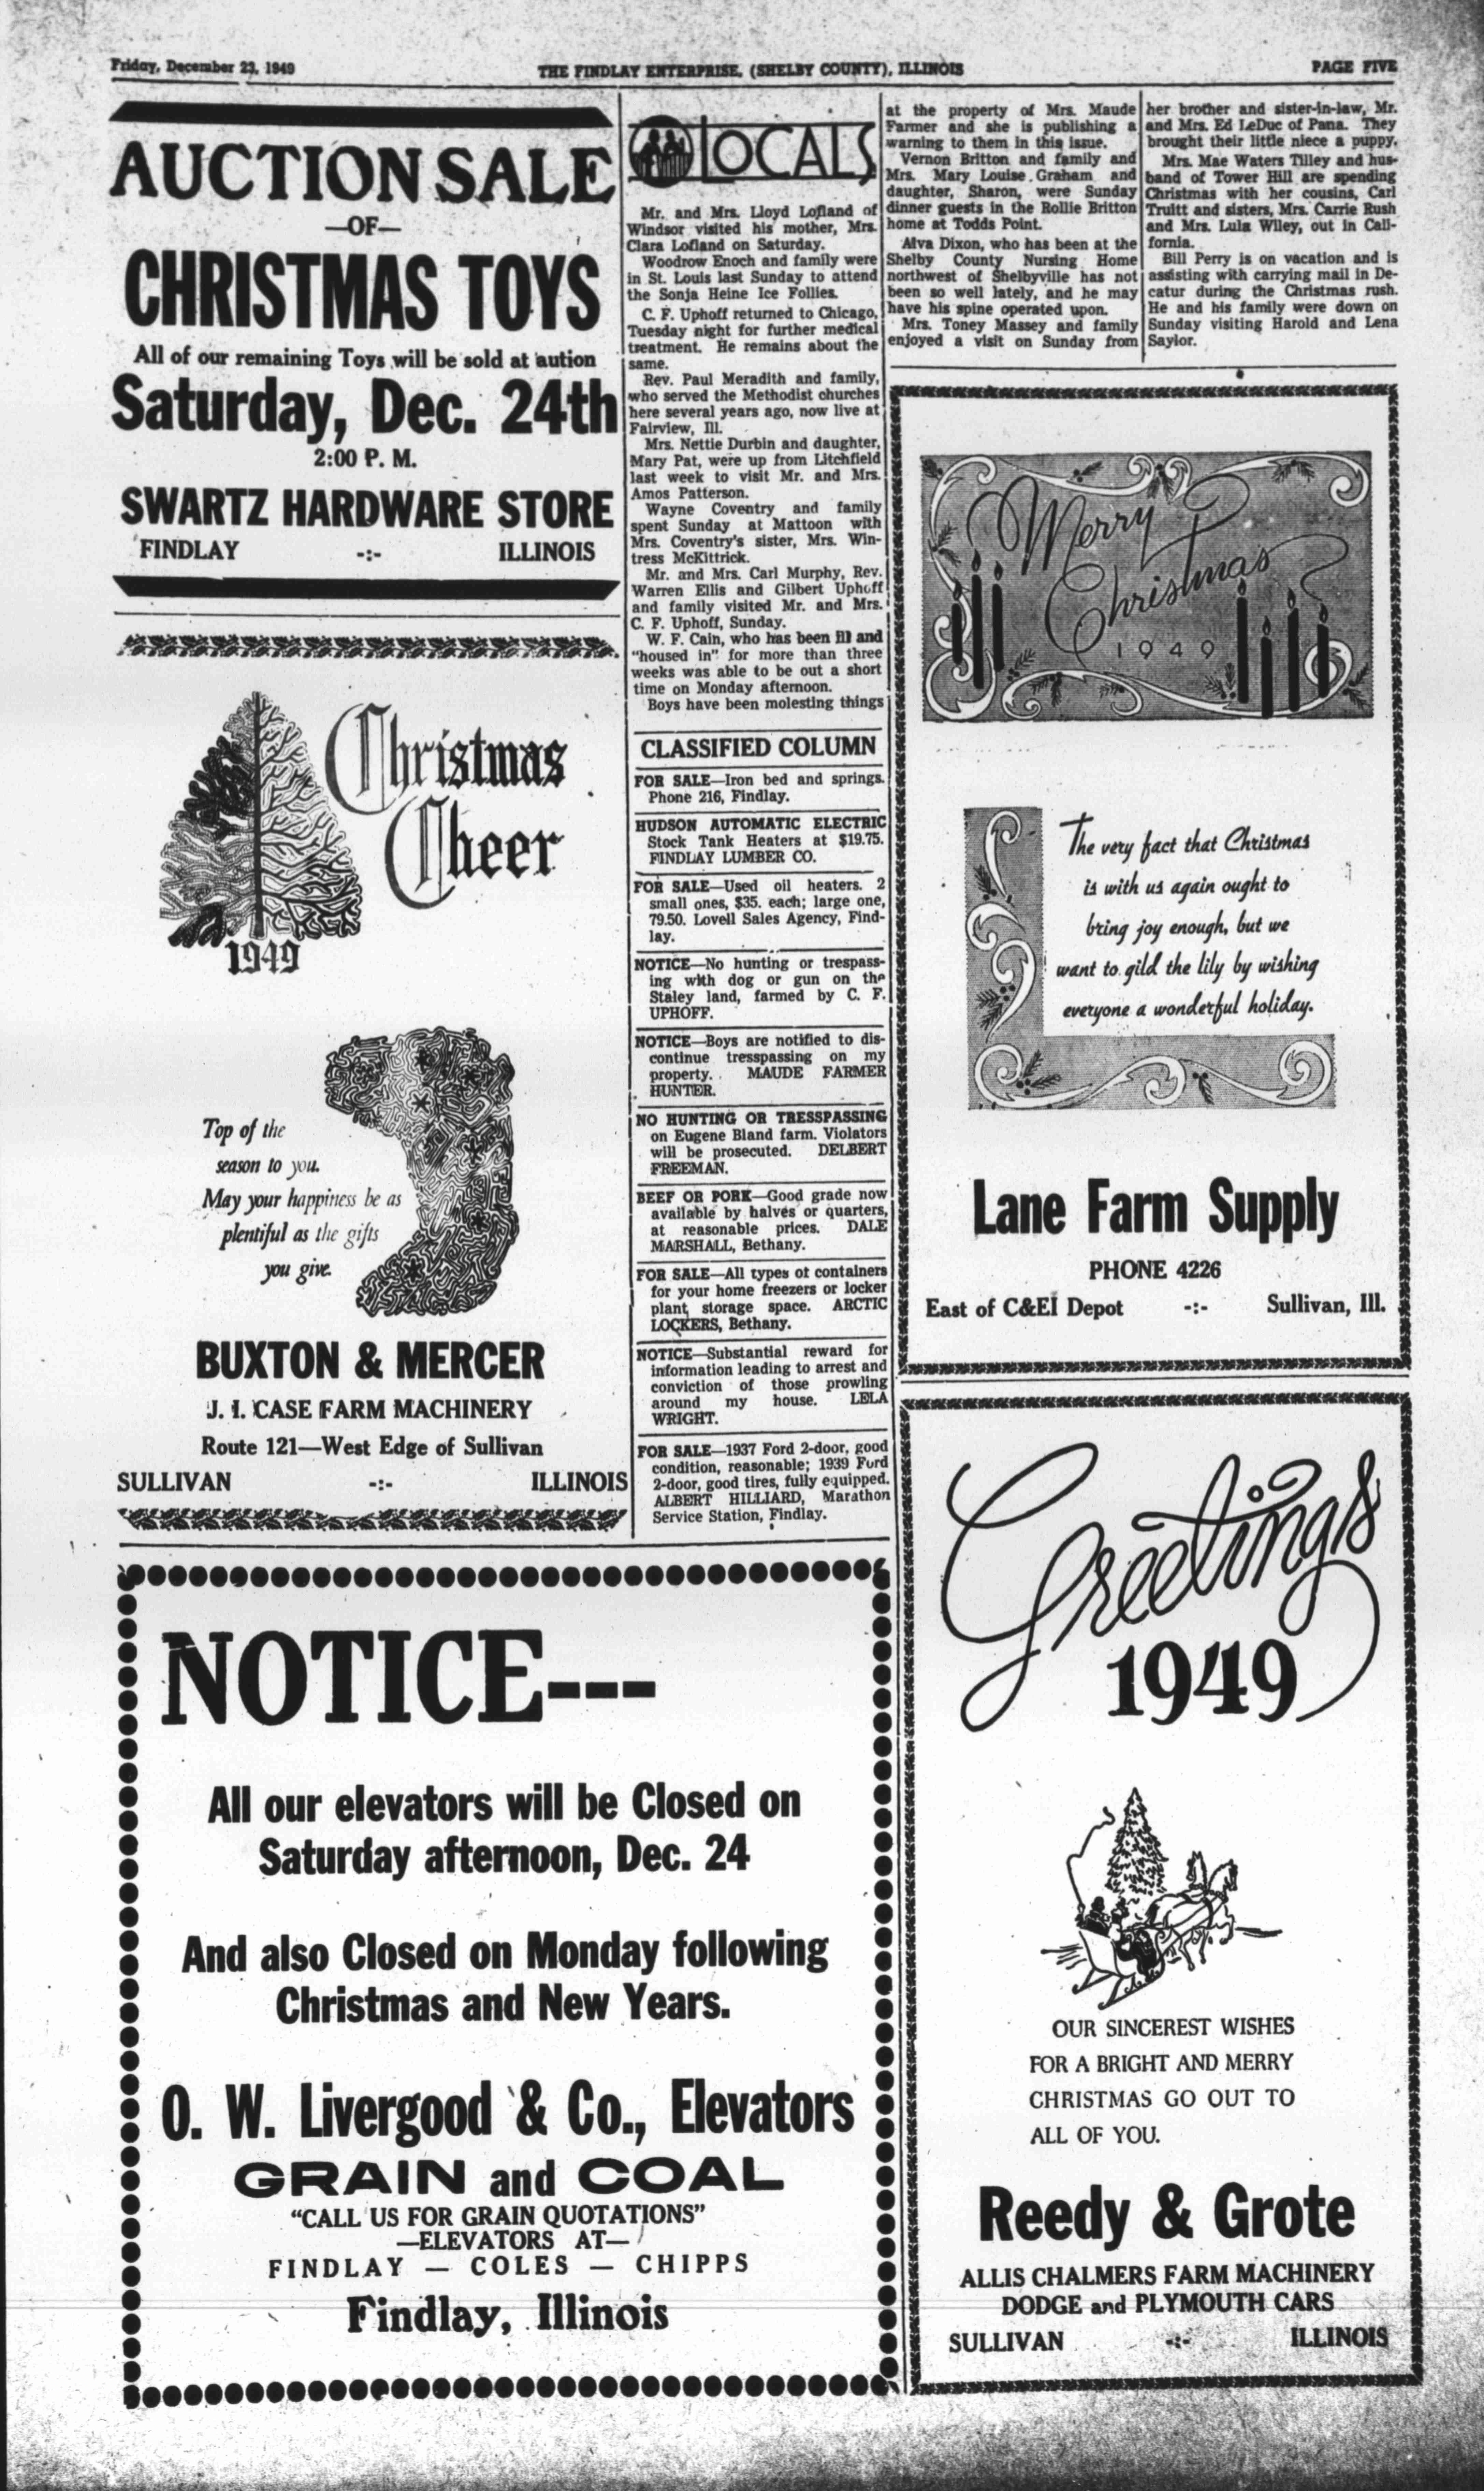 Friday, December 23, 1949
THE FINDLAY ENTERPRISE, (SHELBY COUNTY), ILLINOIS
PAGE FIVE
AUCTION SALE
—OF—
CHRISTMAS TOYS
All of our remaining Toys will be sold at aution
Saturday, Dec. 24th
2:00 P. M.
SWARTZ HARDWARE STORE
FINDLAY -:- ILLINOIS
Christmas
Cheer
1949
Top of the
season to you.
May your happiness be as
plentiful as the gifts
you give.
BUXTON & MERCER
J. I. CASE FARM MACHINERY
Route 121—West Edge of Sullivan
SULLIVAN -:- ILLINOIS
LOCALS
Mr. and Mrs. Lloyd Lofland of
Windsor visited his mother, Mrs.
Clara Lofland on Saturday.
Woodrow Enoch and family were
in St. Louis last Sunday to attend
the Sonja Heine Ice Follies.
C. F. Uphoff returned to Chicago,
Tuesday night for further medical
treatment. He remains about the
same.
Rev. Paul Meradith and family,
who served the Methodist churches
here several years ago, now live at
Fairview, Ill.
Mrs. Nettie Durbin and daughter,
Mary Pat, were up from Litchfield
last week to visit Mr. and Mrs.
Amos Patterson.
Wayne Coventry and family
spent Sunday at Mattoon with
Mrs. Coventry's sister, Mrs. Win-
tress McKittrick.
Mr. and Mrs. Carl Murphy, Rev.
Warren Ellis and Gilbert Uphoff
and family visited Mr. and Mrs.
C. F. Uphoff, Sunday.
W. F. Cain, who has been ill and
"housed in" for more than three
weeks was able to be out a short
time on Monday afternoon.
Boys have been molesting things
at the property of Mrs. Maude
Farmer and she is publishing a
warning to them in this issue.
Vernon Britton and family and
Mrs. Mary Louise Graham and
daughter, Sharon, were Sunday
dinner guests in the Rollie Britton
home at Todds Point.
Alva Dixon, who has been at the
Shelby County Nursing Home
northwest of Shelbyville has not
been so well lately, and he may
have his spine operated upon.
Mrs. Toney Massey and family
enjoyed a visit on Sunday from
her brother and sister-in-law, Mr.
and Mrs. Ed LeDuc of Pana. They
brought their little niece a puppy.
Mrs. Mae Waters Tilley and hus-
band of Tower Hill are spending
Christmas with her cousins, Carl
Truitt and sisters, Mrs. Carrie Rush
and Mrs. Lula Wiley, out in Cali-
fornia.
Bill Perry is on vacation and is
assisting with carrying mail in De-
catur during the Christmas rush.
He and his family were down on
Sunday visiting Harold and Lena
Saylor.
CLASSIFIED COLUMN
FOR SALE—Iron bed and springs.
Phone 216, Findlay.
HUDSON AUTOMATIC ELECTRIC
Stock Tank Heaters at $19.75.
FINDLAY LUMBER CO.
FOR SALE—Used oil heaters. 2
small ones, $35. each; large one,
79.50. Lovell Sales Agency, Find-
lay.
NOTICE—No hunting or trespass-
ing with dog or gun on the
Staley land, farmed by C. F.
UPHOFF.
NOTICE—Boys are notified to dis-
continue tresspassing on my
property. MAUDE FARMER
HUNTER.
NO HUNTING OR TRESSPASSING
on Eugene Bland farm. Violators
will be prosecuted. DELBERT
FREEMAN.
BEEF OR PORK—Good grade now
available by halves or quarters,
at reasonable prices. DALE
MARSHALL, Bethany.
FOR SALE—All types of containers
for your home freezers or locker
plant storage space. ARCTIC
LOCKERS, Bethany.
NOTICE—Substantial reward for
information leading to arrest and
conviction of those prowling
around my house. LELA
WRIGHT.
FOR SALE—1937 Ford 2-door, good
condition, reasonable; 1939 Ford
2-door, good tires, fully equipped.
ALBERT HILLIARD, Marathon
Service Station, Findlay.
Merry
Christmas
1949
The very fact that Christmas
is with us again ought to
bring joy enough, but we
want to gild the lily by wishing
everyone a wonderful holiday.
Lane Farm Supply
PHONE 4226
East of C&EI Depot -:- Sullivan, Ill.
NOTICE---
All our elevators will be Closed on
Saturday afternoon, Dec. 24
And also Closed on Monday following
Christmas and New Years.
O. W. Livergood & Co., Elevators
GRAIN and COAL
"CALL US FOR GRAIN QUOTATIONS"
—ELEVATORS AT—
FINDLAY — COLES — CHIPPS
Findlay, Illinois
Greetings
1949
OUR SINCEREST WISHES
FOR A BRIGHT AND MERRY
CHRISTMAS GO OUT TO
ALL OF YOU.
Reedy & Grote
ALLIS CHALMERS FARM MACHINERY
DODGE and PLYMOUTH CARS
SULLIVAN -:- ILLINOIS